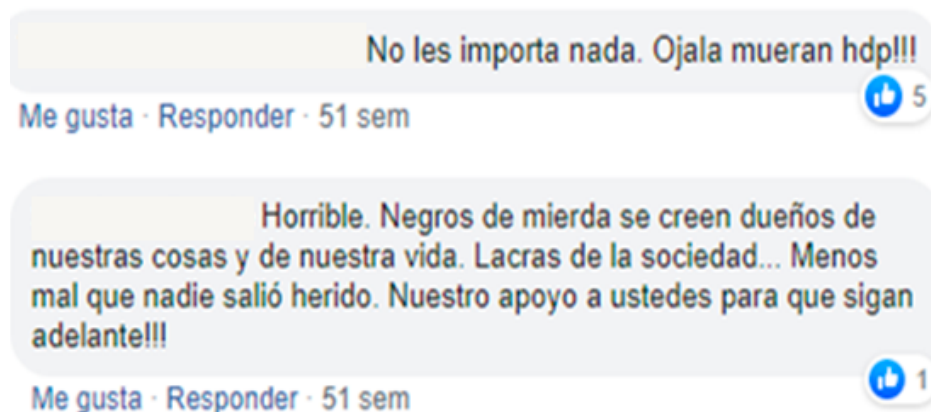 No les importa nada. Ojala mueran hdp!!!
5
Me gusta · Responder · 51 sem
Horrible. Negros de mierda se creen dueños de
nuestras cosas y de nuestra vida. Lacras de la sociedad... Menos
mal que nadie salió herido. Nuestro apoyo a ustedes para que sigan
adelante!!!
1
Me gusta · Responder · 51 sem